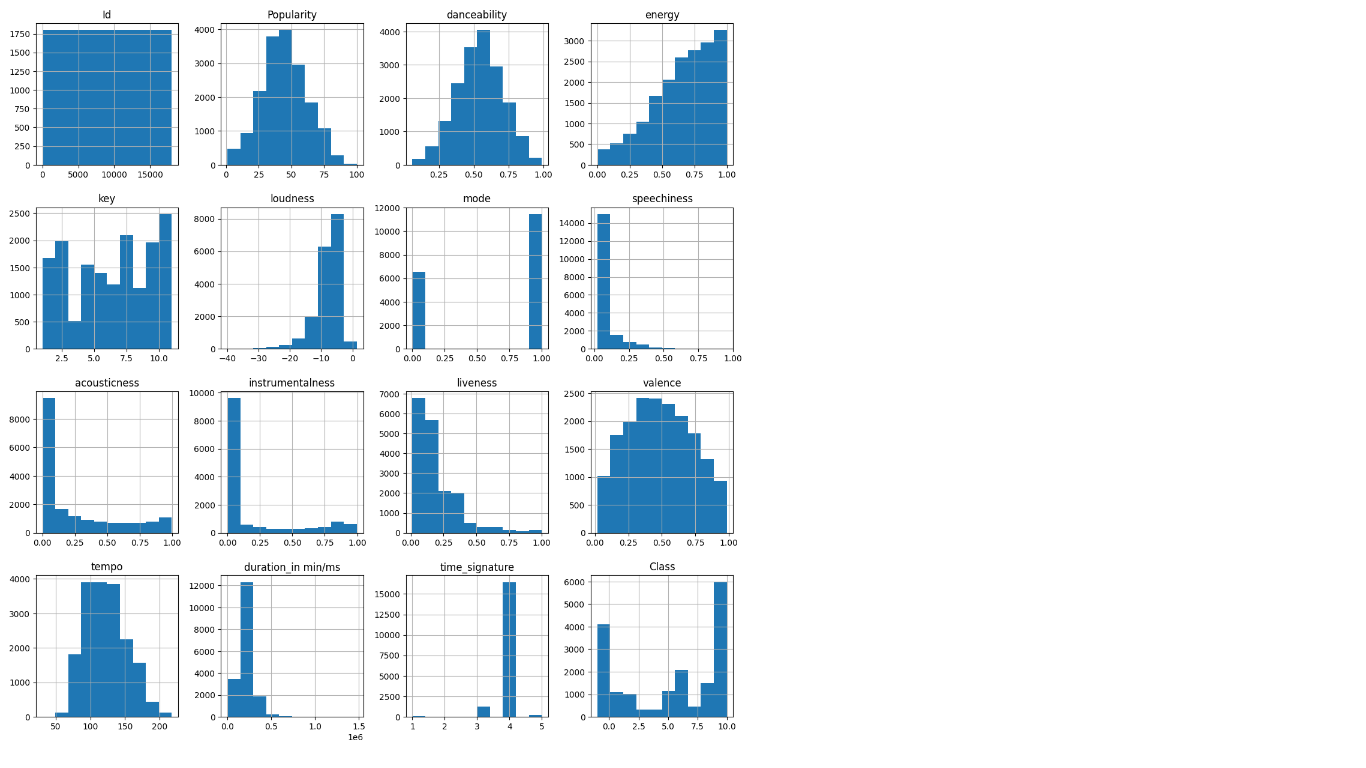 Id Popularity danceability energy
1750 1500 1250 1000 750 500 250 0
0 5000 10000 15000
4000 3000 2000 1000 0
0 25 50 75 100
4000 3000 2000 1000 0
0.25 0.50 0.75 1.00
3000 2500 2000 1500 1000 500 0
0.00 0.25 0.50 0.75 1.00
key loudness mode speechiness
2500 2000 1500 1000 500 0
2.5 5.0 7.5 10.0
8000 6000 4000 2000 0
−40 −30 −20 −10 0
12000 10000 8000 6000 4000 2000 0
0.00 0.25 0.50 0.75 1.00
14000 12000 10000 8000 6000 4000 2000 0
0.00 0.25 0.50 0.75 1.00
acousticness instrumentalness liveness valence
8000 6000 4000 2000 0
0.00 0.25 0.50 0.75 1.00
10000 8000 6000 4000 2000 0
0.00 0.25 0.50 0.75 1.00
7000 6000 5000 4000 3000 2000 1000 0
0.00 0.25 0.50 0.75 1.00
2500 2000 1500 1000 500 0
0.00 0.25 0.50 0.75 1.00
tempo duration_in min/ms time_signature Class
4000 3000 2000 1000 0
50 100 150 200
12000 10000 8000 6000 4000 2000 0
0.0 0.5 1.0 1.5
1e6
15000 12500 10000 7500 5000 2500 0
1 2 3 4 5
6000 5000 4000 3000 2000 1000 0
0.0 2.5 5.0 7.5 10.0